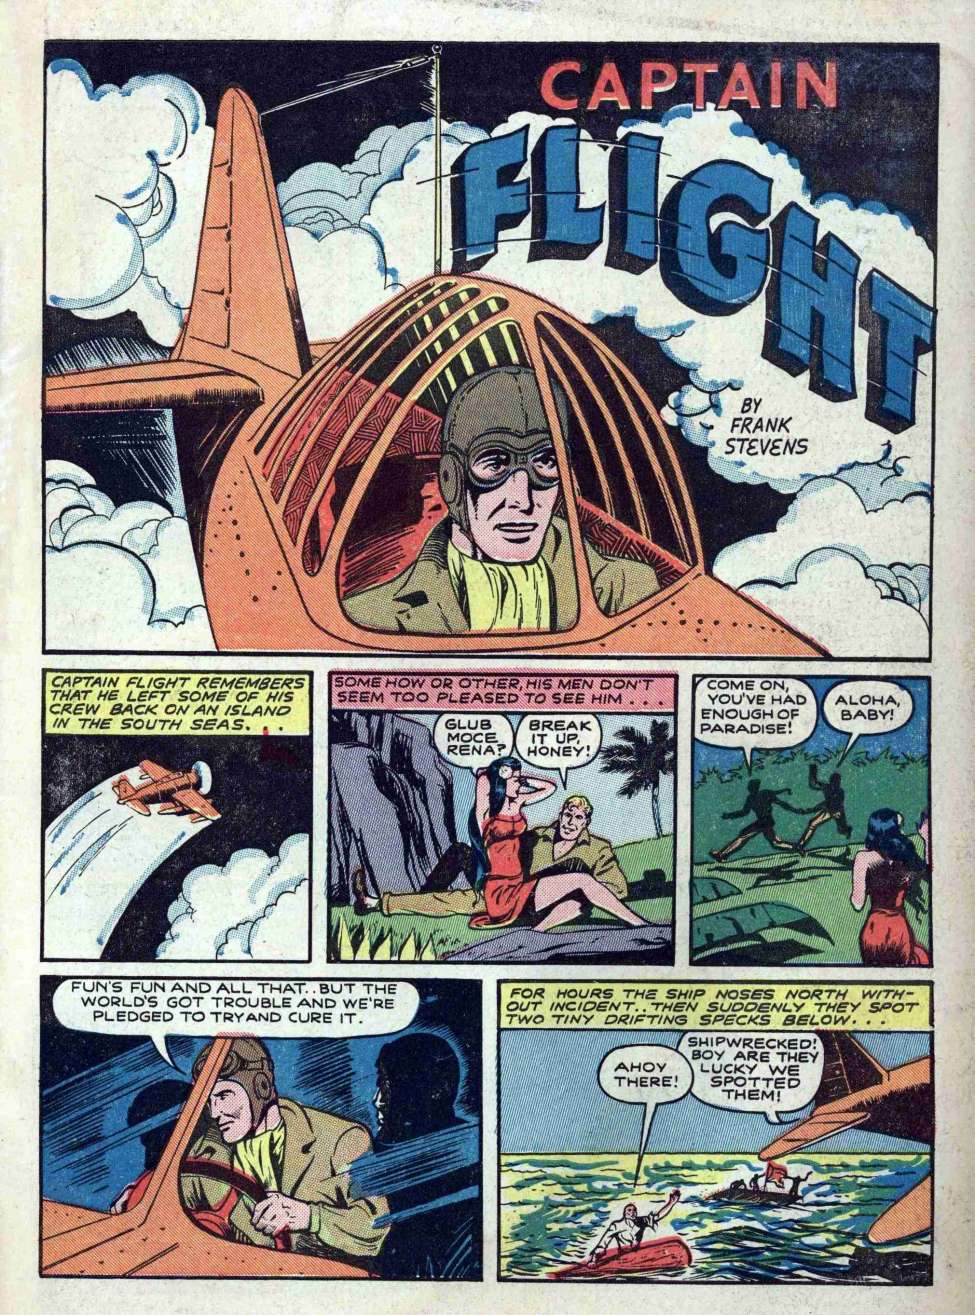 CAPTAIN
FLIGHT
BY
FRANK
STEVENS
CAPTAIN FLIGHT REMEMBERS
THAT HE LEFT SOME OF HIS
CREW BACK ON AN ISLAND
IN THE SOUTH SEAS. . .
SOME HOW OR OTHER, HIS MEN DON'T
SEEM TOO PLEASED TO SEE HIM . . .
GLUB
MOCE
RENA?
BREAK
IT UP,
HONEY!
COME ON,
YOU'VE HAD
ENOUGH OF
PARADISE!
ALOHA,
BABY!
FUN'S FUN AND ALL THAT..BUT THE
WORLD'S GOT TROUBLE AND WE'RE
PLEDGED TO TRYAND CURE IT.
FOR HOURS THE SHIP NOSES NORTH WITH-
OUT INCIDENT..THEN SUDDENLY THEY SPOT
TWO TINY DRIFTING SPECKS BELOW. . .
AHOY
THERE!
SHIPWRECKED!
BOY ARE THEY
LUCKY WE
SPOTTED
THEM!